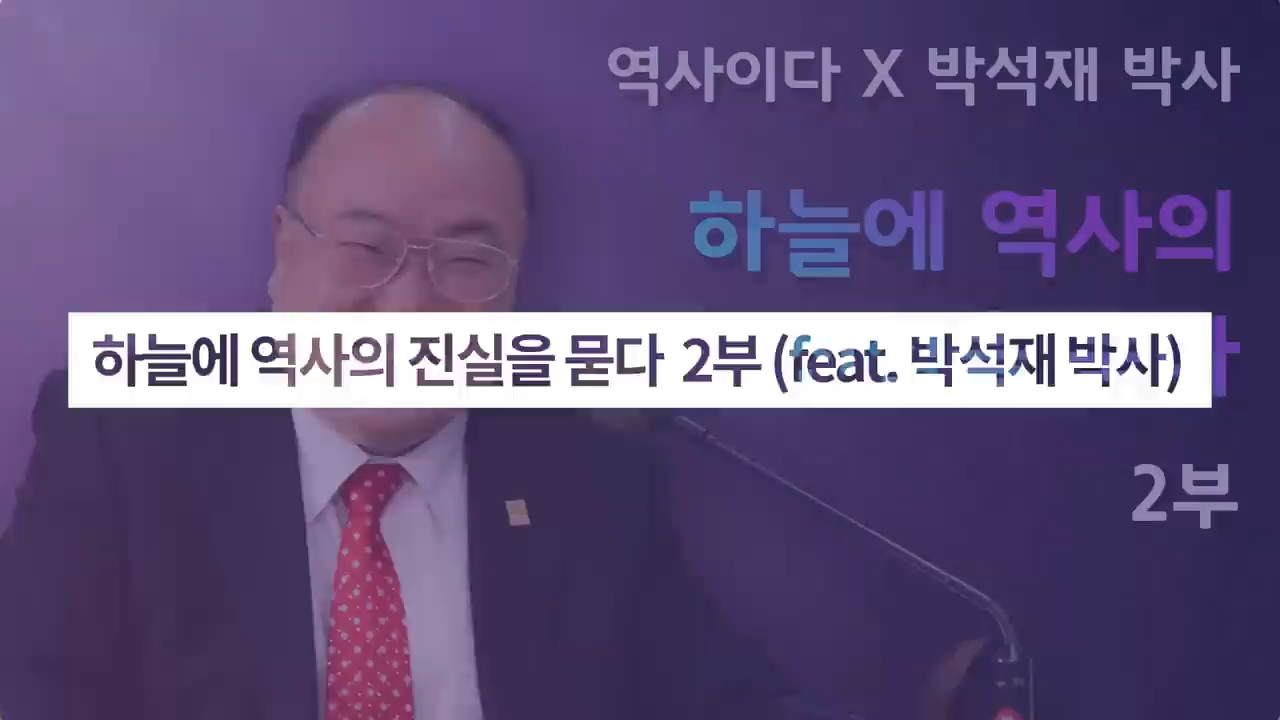 역사이다 X 박석재 박사
하늘에 역사의
하늘에 역사의 진실을 묻다 2부 (feat. 박석재 박사)
2부